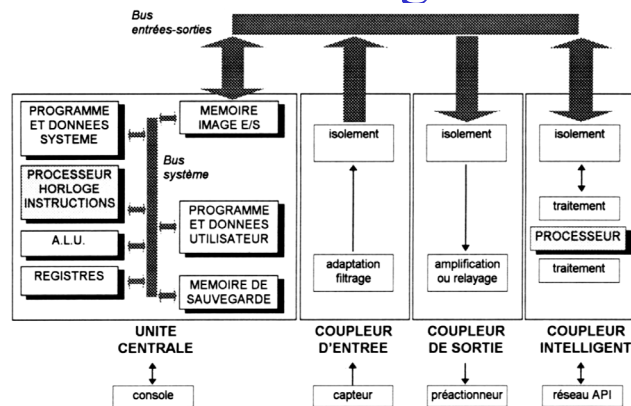 Bus
entrées-sorties
PROGRAMME
ET DONNEES
SYSTEME
PROCESSEUR
HORLOGE
INSTRUCTIONS
A.L.U.
REGISTRES
Bus
système
MEMOIRE
IMAGE E/S
PROGRAMME
ET DONNEES
UTILISATEUR
MEMOIRE DE
SAUVEGARDE
isolement
adaptation
filtrage
isolement
amplification
ou relayage
isolement
traitement
PROCESSEUR
traitement
UNITE
CENTRALE
COUPLEUR
D'ENTREE
COUPLEUR
DE SORTIE
COUPLEUR
INTELLIGENT
console
capteur
préactionneur
réseau API